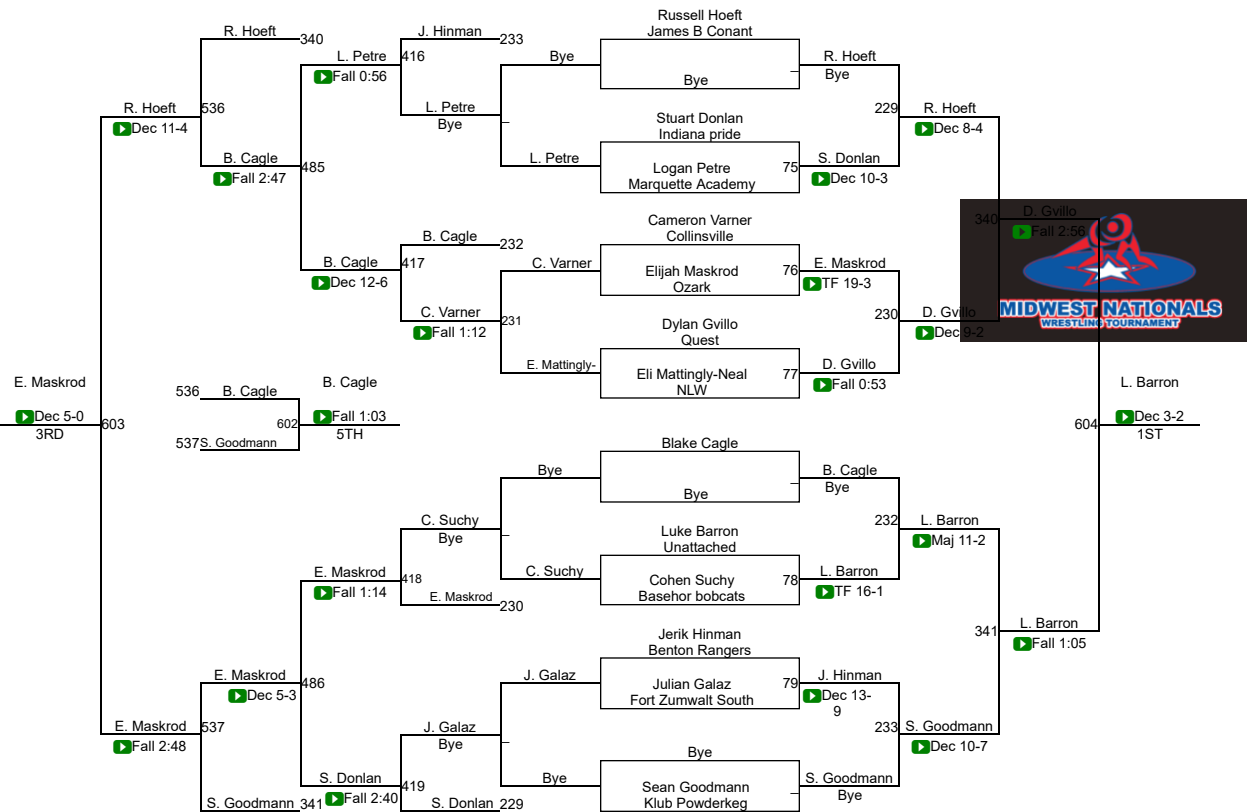 Russell Hoeft
James B Conant
R. Hoeft
340
J. Hinman
233
L. Petre
416
Fall 0:56
Bye
Bye
R. Hoeft
Bye
R. Hoeft
536
Dec 11-4
L. Petre
Bye
229
R. Hoeft
Dec 8-4
Stuart Donlan
Indiana pride
B. Cagle
Fall 2:47
485
L. Petre
Logan Petre
Marquette Academy
75
S. Donlan
Dec 10-3
Cameron Varner
Collinsville
340
D. Gvillo
Fall 2:56
B. Cagle
232
B. Cagle
417
Dec 12-6
C. Varner
Elijah Maskrod
Ozark
76
E. Maskrod
TF 19-3
MIDWEST NATIONALS
WRESTLING TOURNAMENT
C. Varner
Fall 1:12
231
230
D. Gvillo
Dec 9-2
Dylan Gvillo
Quest
E. Mattingly-
Eli Mattingly-Neal
NLW
77
D. Gvillo
Fall 0:53
E. Maskrod
Dec 5-0
3RD
603
536
B. Cagle
B. Cagle
602
Fall 1:03
5TH
537
S. Goodmann
L. Barron
604
Dec 3-2
1ST
Blake Cagle
Bye
Bye
B. Cagle
Bye
C. Suchy
Bye
232
L. Barron
Maj 11-2
Luke Barron
Unattached
E. Maskrod
418
Fall 1:14
C. Suchy
Cohen Suchy
Basehor bobcats
78
L. Barron
TF 16-1
E. Maskrod
230
341
L. Barron
Fall 1:05
Jerik Hinman
Benton Rangers
E. Maskrod
Dec 5-3
486
J. Galaz
Julian Galaz
Fort Zumwalt South
79
J. Hinman
Dec 13-
9
E. Maskrod
537
Fall 2:48
J. Galaz
Bye
233
S. Goodmann
Dec 10-7
Bye
S. Donlan
419
Fall 2:40
Bye
Sean Goodmann
Klub Powderkeg
S. Goodmann
Bye
S. Goodmann
341
S. Donlan
229